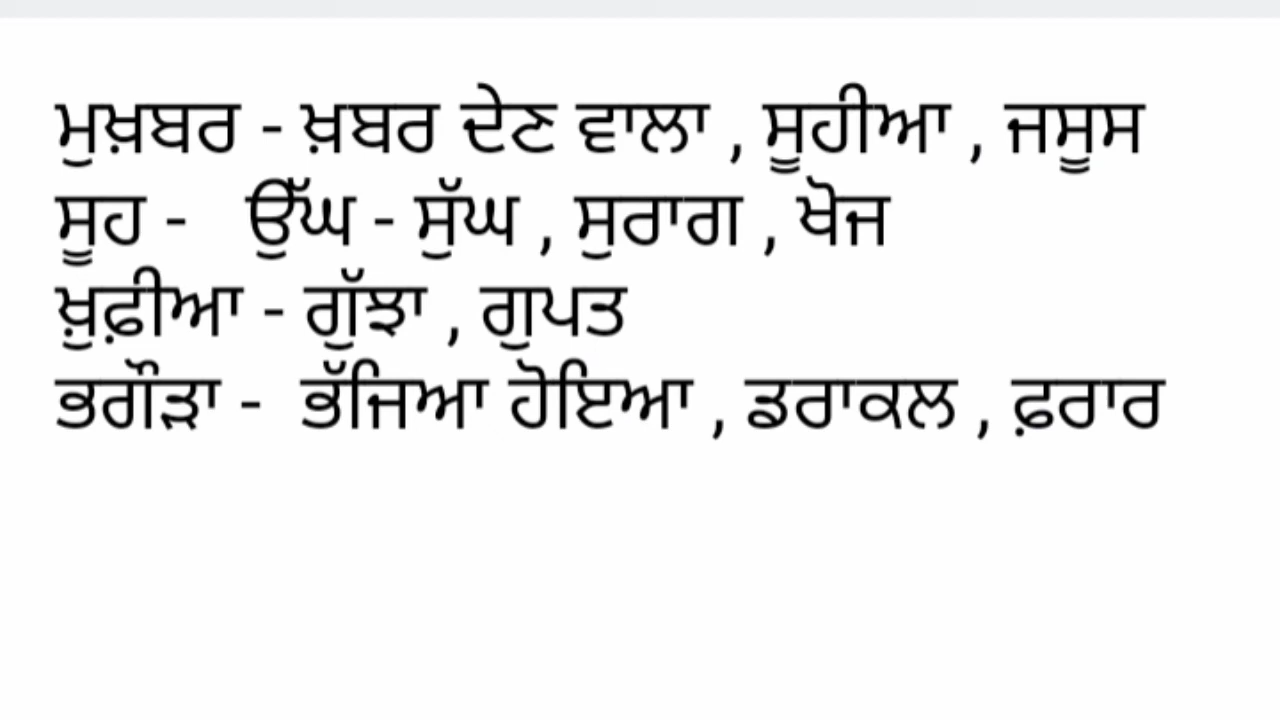 ਮੁਖ਼ਬਰ - ਖ਼ਬਰ ਦੇਣ ਵਾਲਾ , ਸੂਹੀਆ , ਜਸੂਸ
ਸੂਹ - ਉੱਘ - ਸੁੱਘ , ਸੁਰਾਗ , ਖੋਜ
ਖ਼ੁਫ਼ੀਆ - ਗੁੱਝਾ , ਗੁਪਤ
ਭਗੌੜਾ - ਭੱਜਿਆ ਹੋਇਆ , ਡਰਾਕਲ , ਫ਼ਰਾਰ